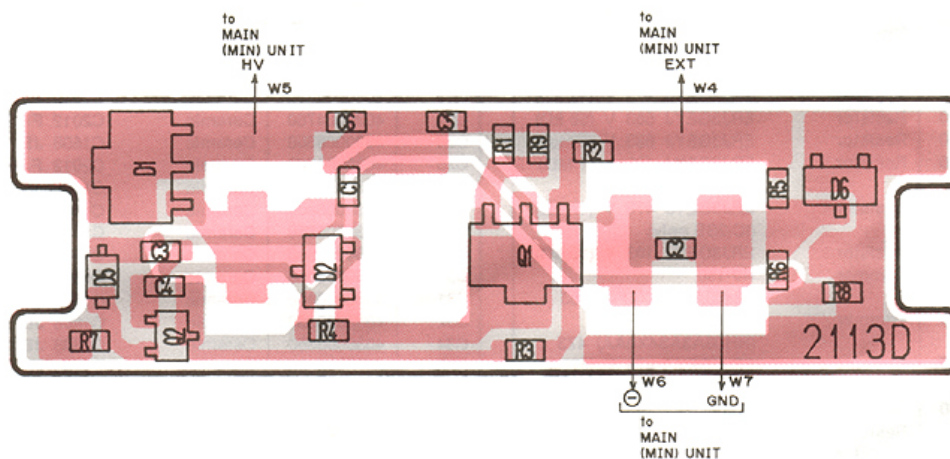 to
MAIN
(MIN) UNIT
HV
W5
to
MAIN
(MIN) UNIT
EXT
W4
D1
C6
C5
R1
R9
R2
C1
R5
D6
D5
C3
C4
D2
Q1
C2
R6
R8
R7
Q2
R4
R3
2113D
W6
W7
⊖
GND
to
MAIN
(MIN) UNIT